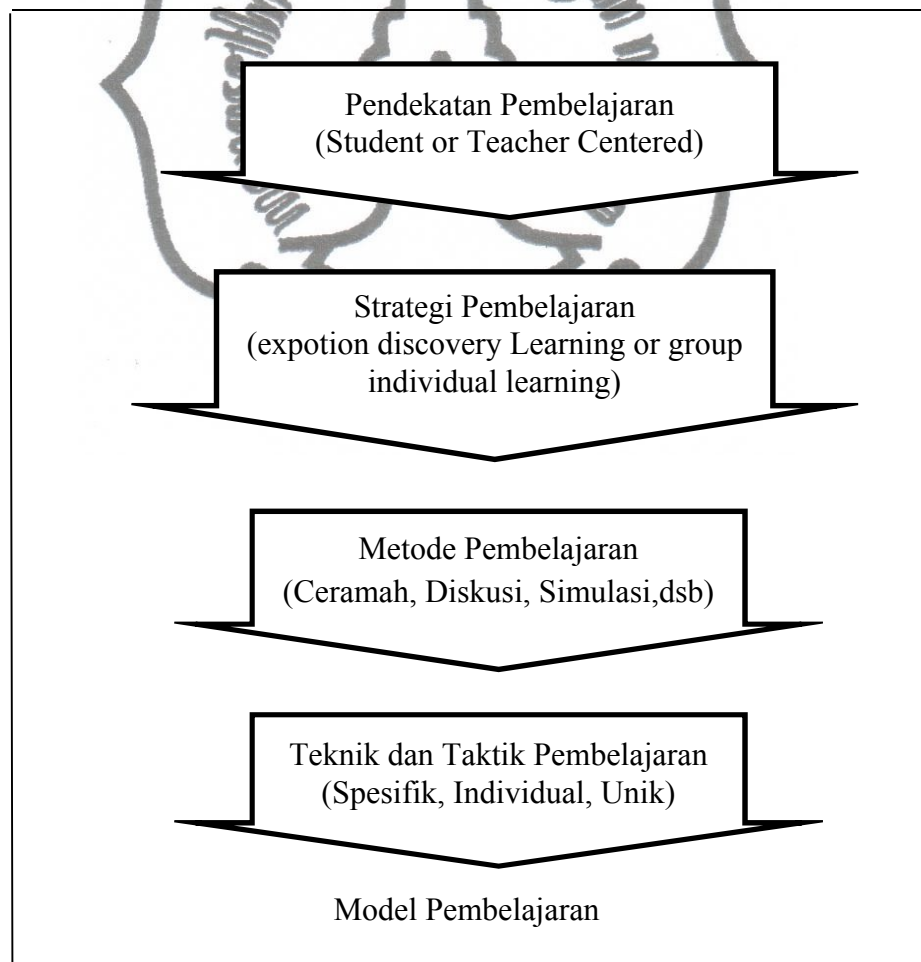 Pendekatan Pembelajaran
(Student or Teacher Centered)
Strategi Pembelajaran
(expotion discovery Learning or group
individual learning)
Metode Pembelajaran
(Ceramah, Diskusi, Simulasi,dsb)
Teknik dan Taktik Pembelajaran
(Spesifik, Individual, Unik)
Model Pembelajaran